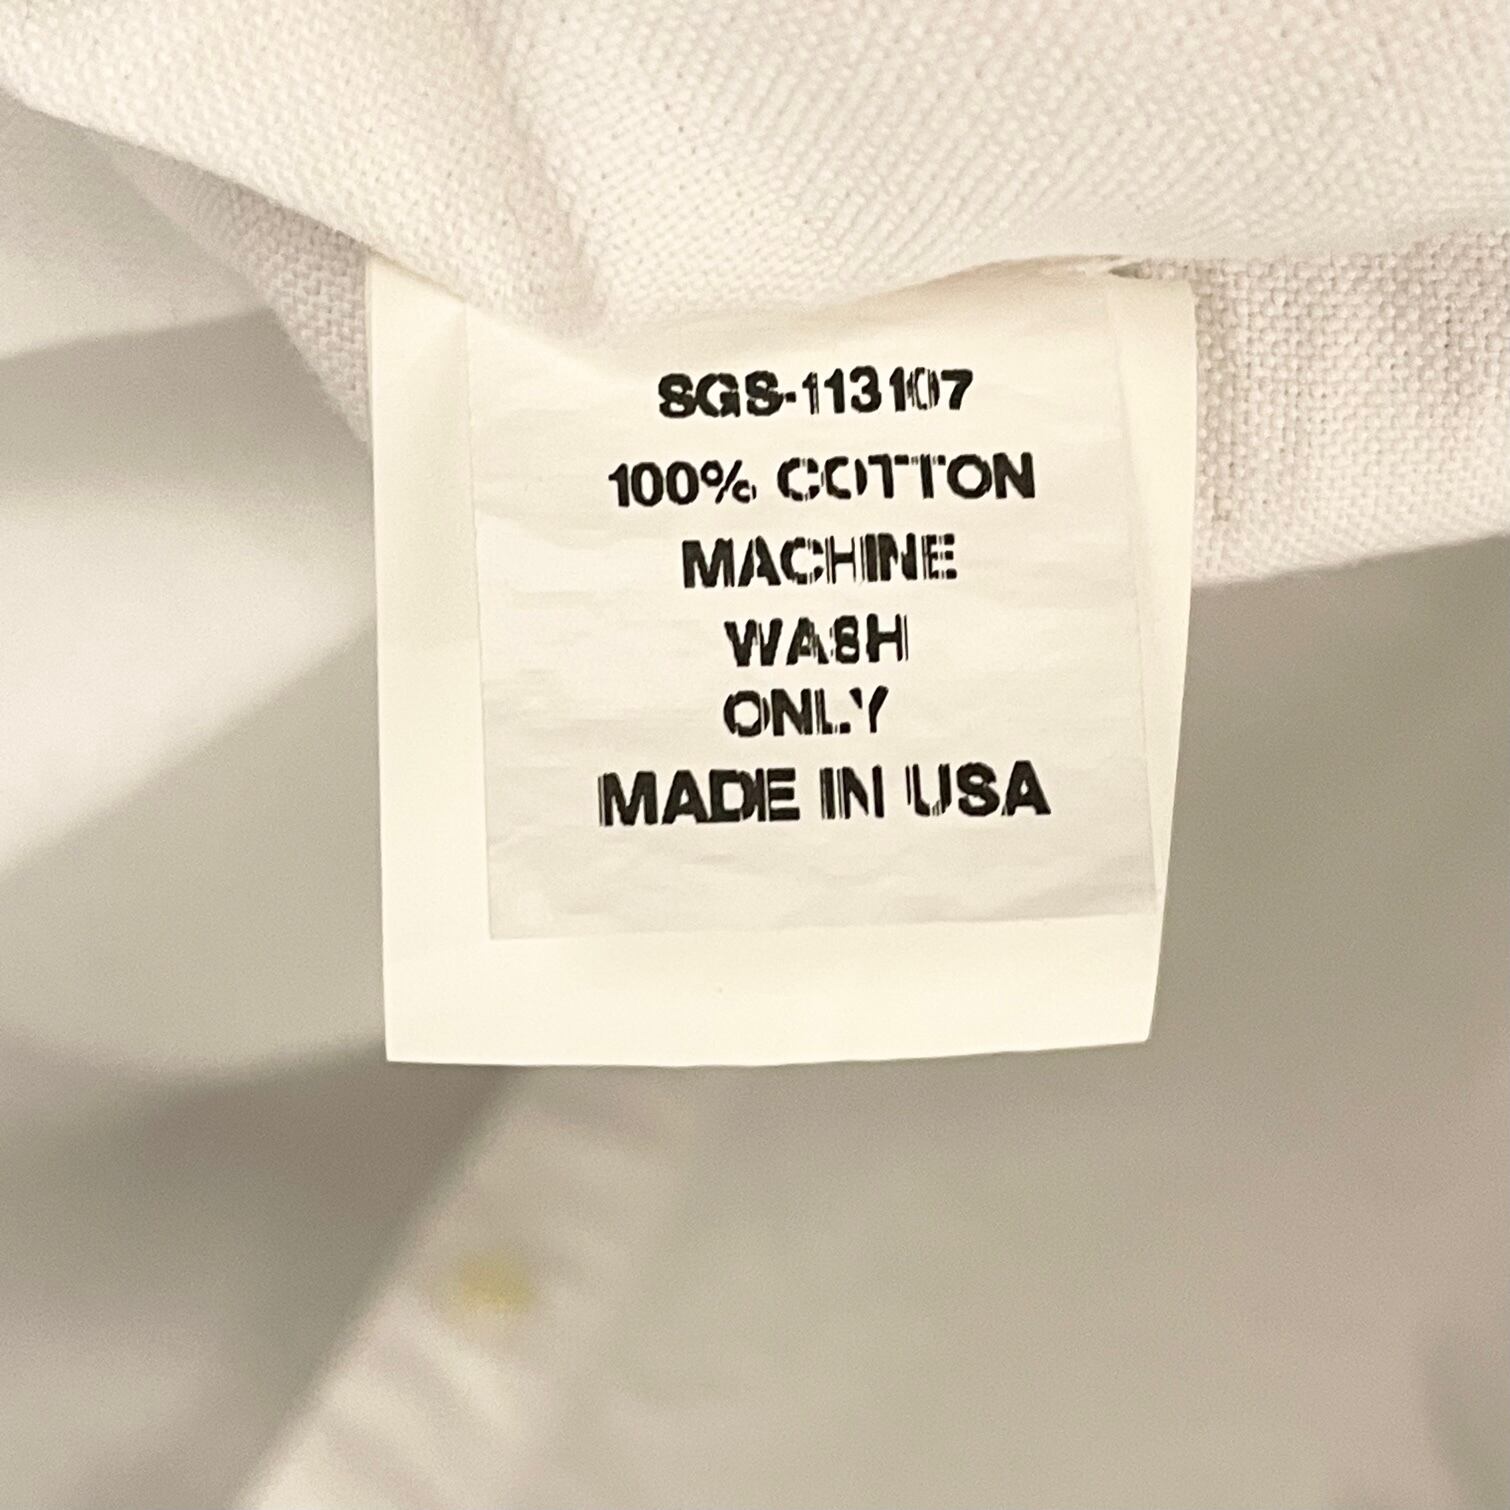 SGS-113107
100% COTTON
MACHINE
WASH
ONLY
MADE IN USA